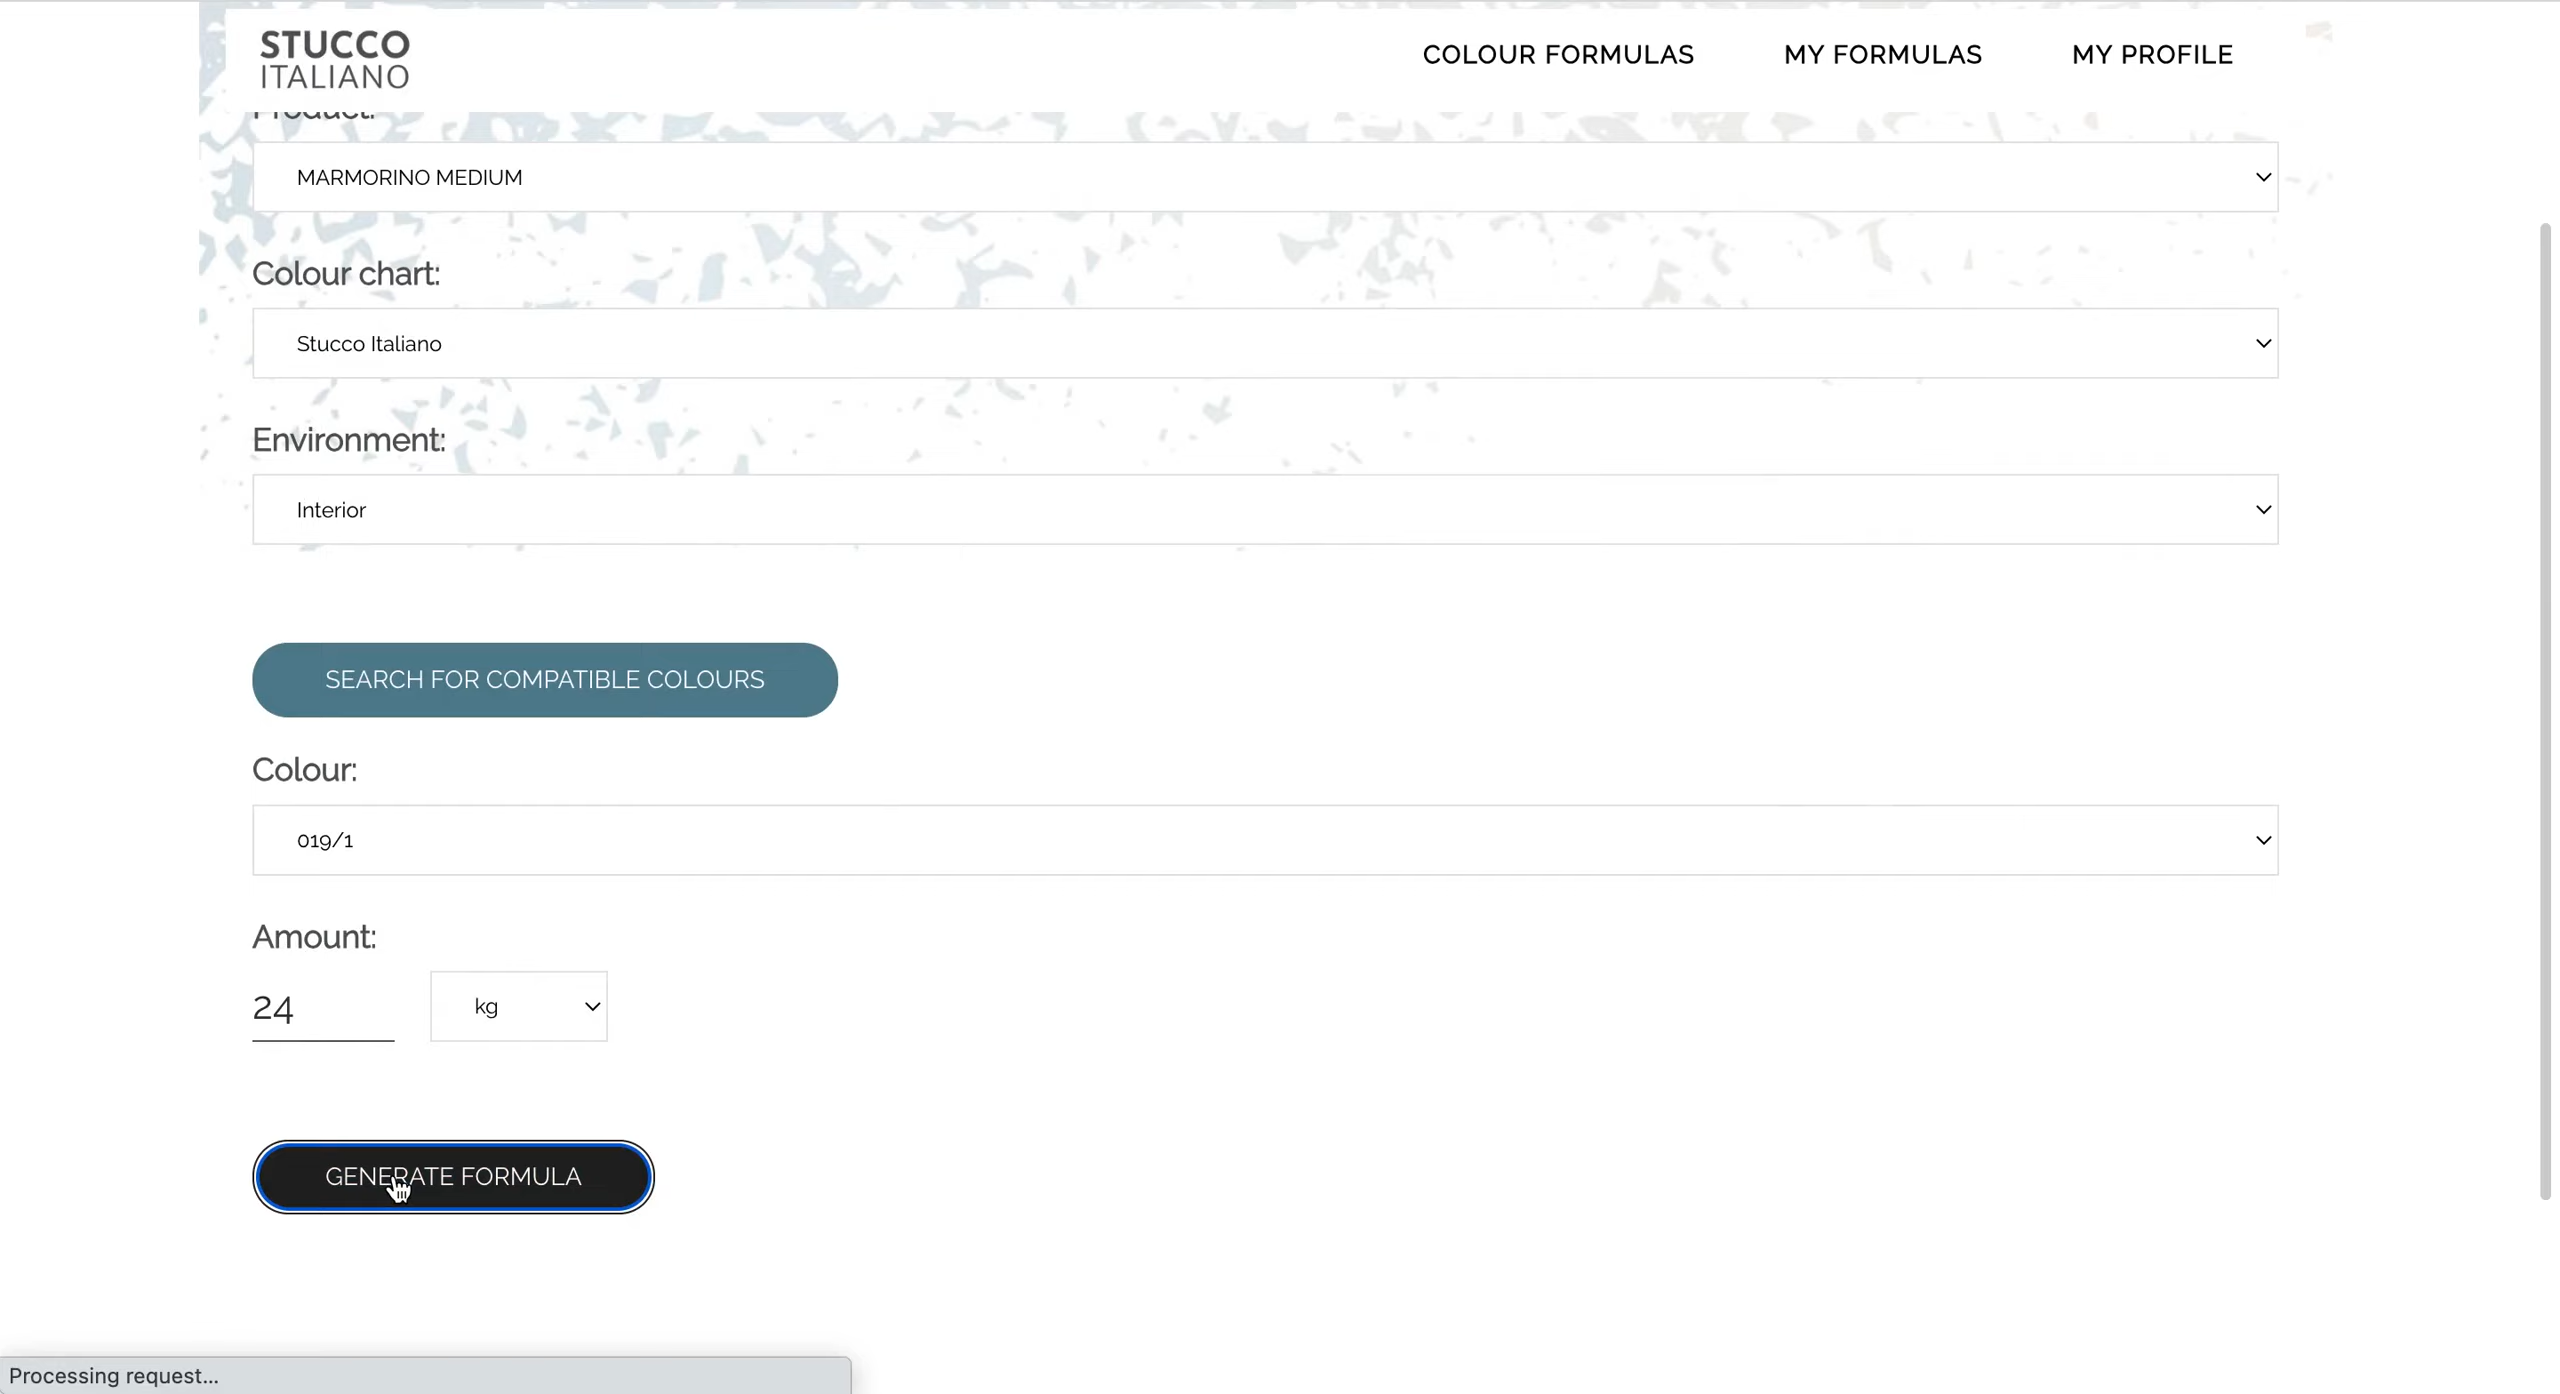 STUCCO
ITALIANO
COLOUR FORMULAS
MY FORMULAS
MY PROFILE
Product:
MARMORINO MEDIUM
Colour chart:
Stucco Italiano
Environment:
Interior
SEARCH FOR COMPATIBLE COLOURS
Colour:
019/1
Amount:
24
kg
GENERATE FORMULA
Processing request...